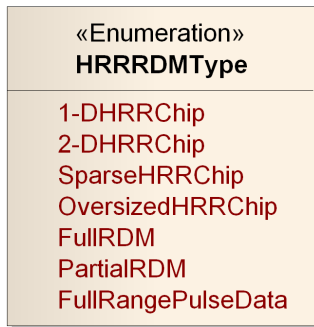 «Enumeration»
HRRRDMType
1-DHRRChip
2-DHRRChip
SparseHRRChip
OversizedHRRChip
FullRDM
PartialRDM
FullRangePulseData